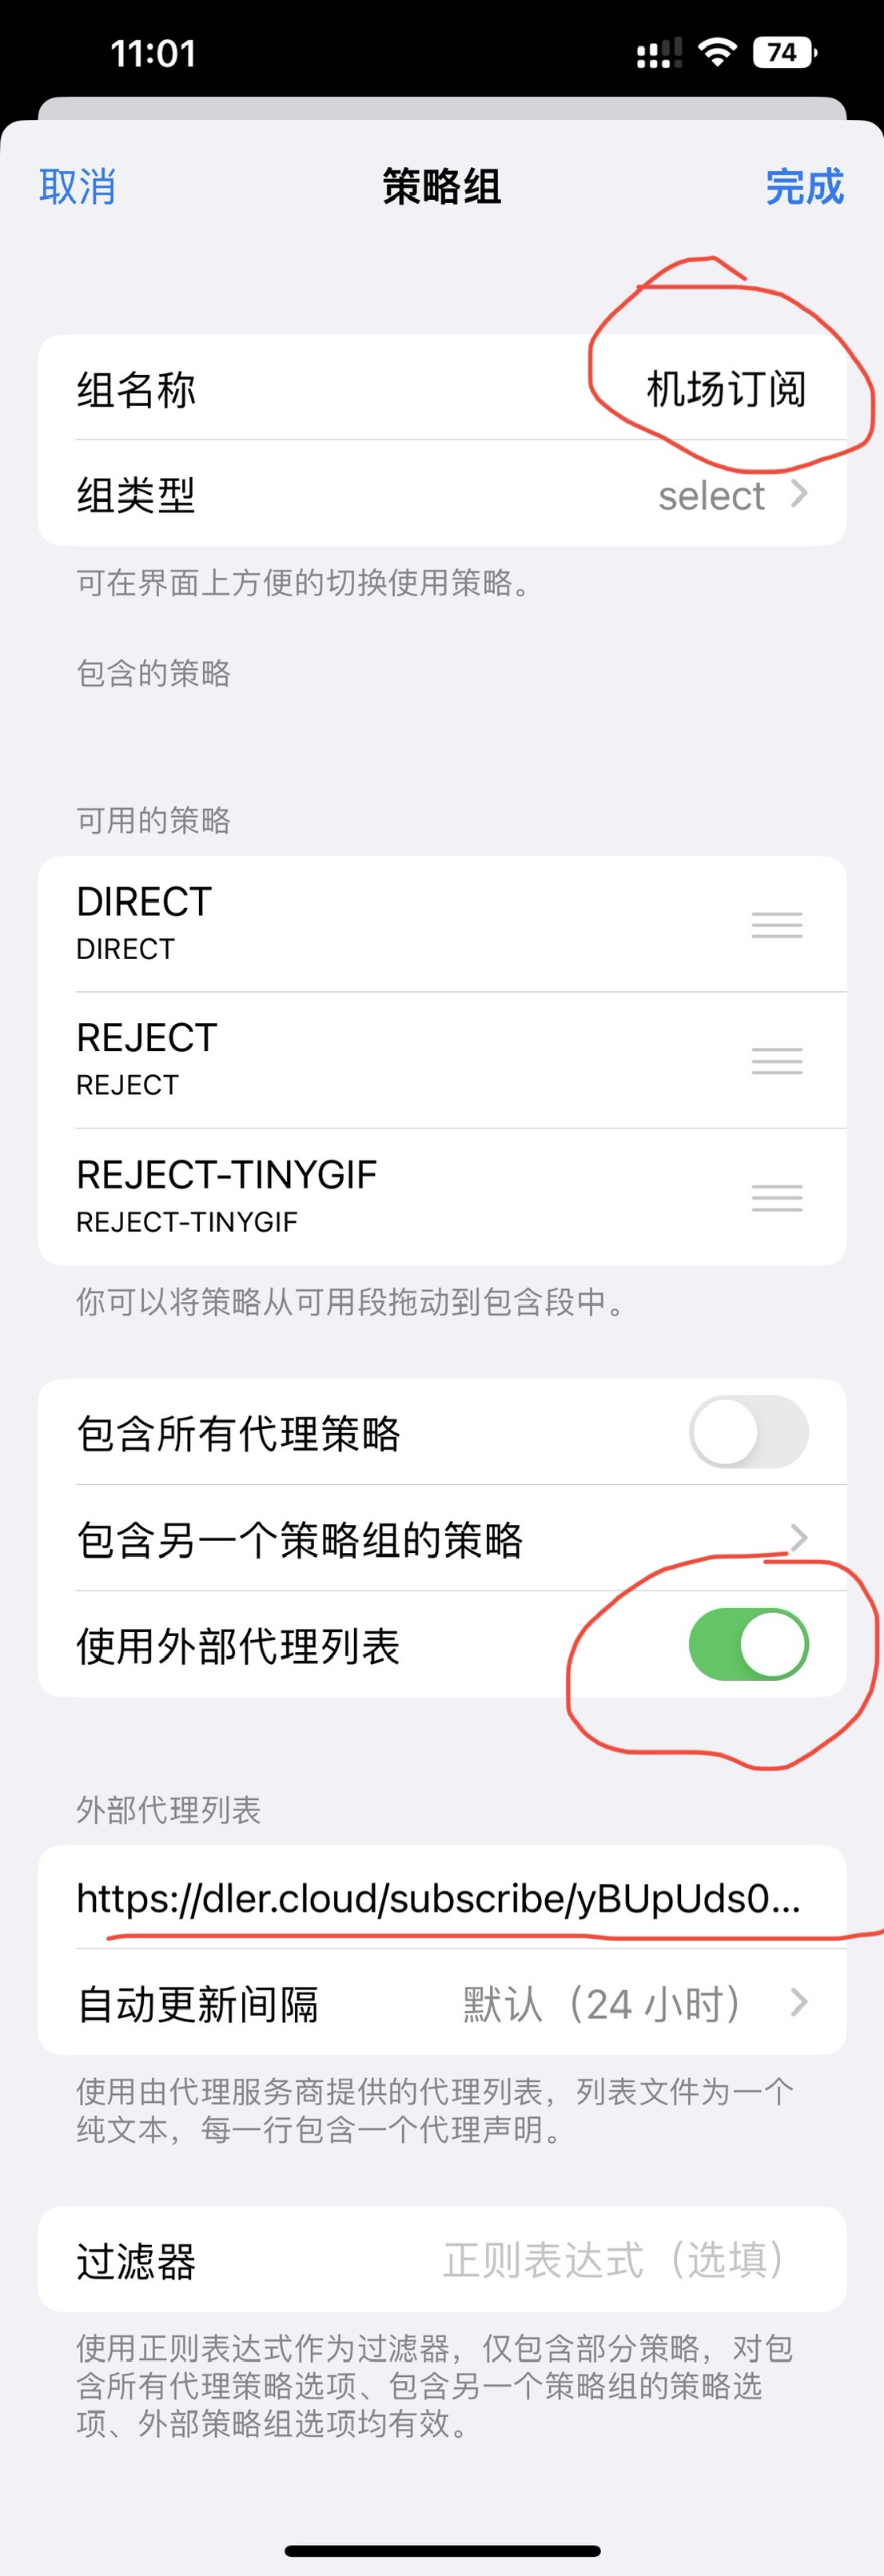 11:01
74
取消
策略组
完成
组名称
机场订阅
组类型
select
可在界面上方便的切换使用策略。
包含的策略
可用的策略
DIRECT
DIRECT
REJECT
REJECT
REJECT-TINYGIF
REJECT-TINYGIF
你可以将策略从可用段拖动到包含段中。
包含所有代理策略
包含另一个策略组的策略
使用外部代理列表
外部代理列表
https://dler.cloud/subscribe/yBUpUds0...
自动更新间隔
默认（24 小时）
使用由代理服务商提供的代理列表，列表文件为一个
纯文本，每一行包含一个代理声明。
过滤器
正则表达式（选填）
使用正则表达式作为过滤器，仅包含部分策略，对包
含所有代理策略选项、包含另一个策略组的策略选
项、外部策略组选项均有效。